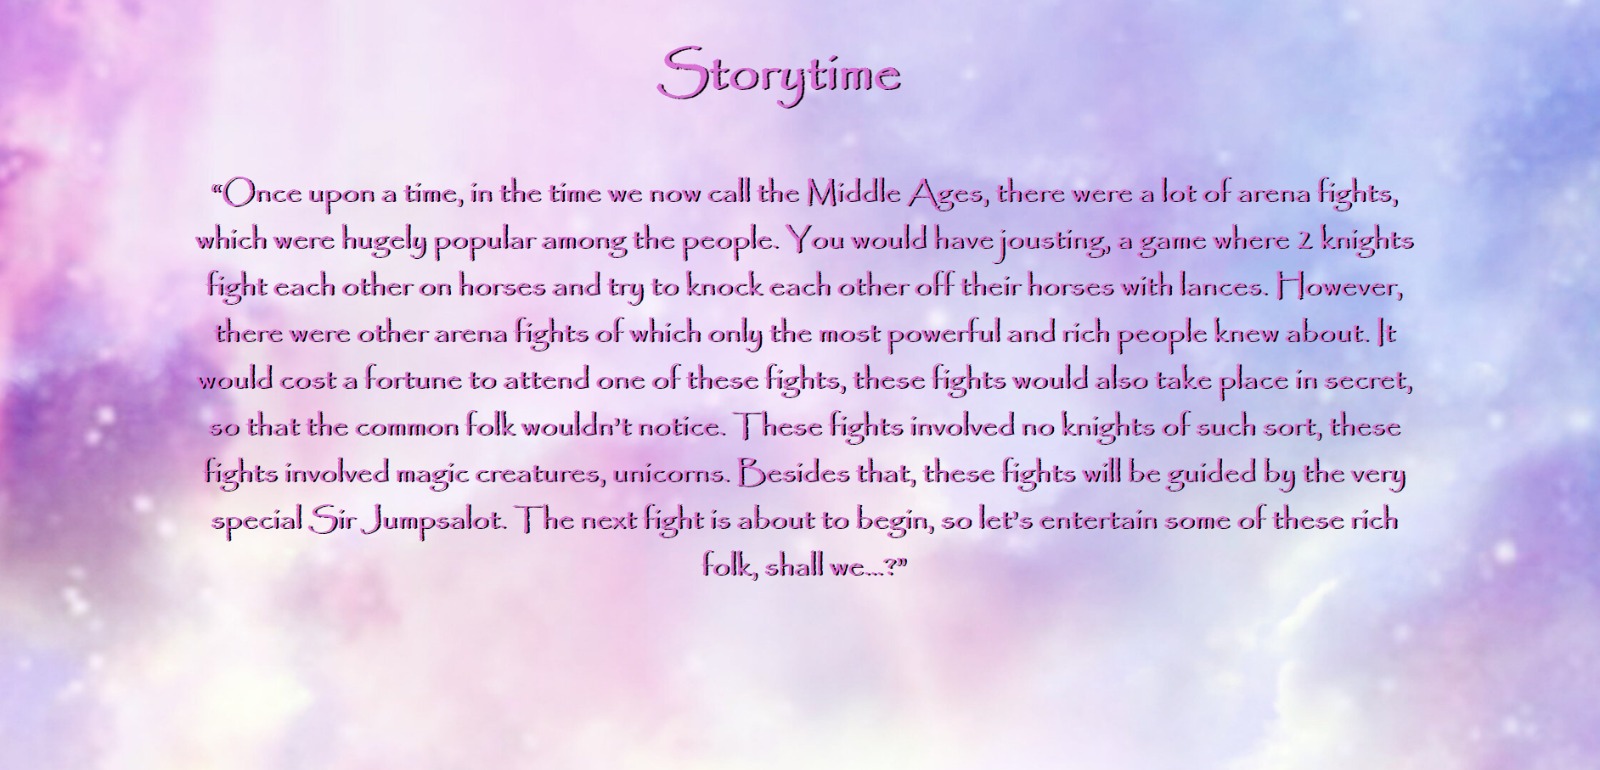 Storytime
“Once upon a time, in the time we now call the Middle Ages, there were a lot of arena fights,
which were hugely popular among the people. You would have jousting, a game where 2 knights
fight each other on horses and try to knock each other off their horses with lances. However,
there were other arena fights of which only the most powerful and rich people knew about. It
would cost a fortune to attend one of these fights, these fights would also take place in secret,
so that the common folk wouldn’t notice. These fights involved no knights of such sort, these
fights involved magic creatures, unicorns. Besides that, these fights will be guided by the very
special Sir Jumpsalot. The next fight is about to begin, so let’s entertain some of these rich
folk, shall we...?”